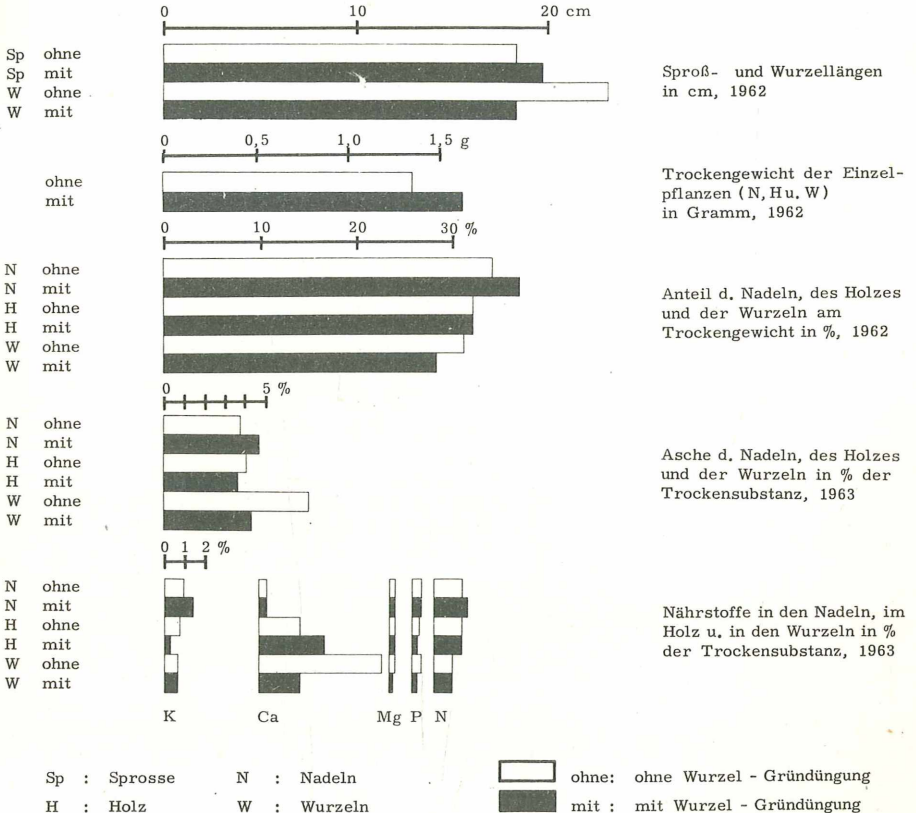 0 10 20 cm
Sp ohne
Sp mit
W ohne
W mit
Sproß- und Wurzellängen
in cm, 1962
0 0,5 1,0 1,5 g
ohne
mit
Trockengewicht der Einzel-
pflanzen (N, H u. W)
in Gramm, 1962
0 10 20 30 %
N ohne
N mit
H ohne
H mit
W ohne
W mit
Anteil d. Nadeln, des Holzes
und der Wurzeln am
Trockengewicht in %, 1962
0 5 %
N ohne
N mit
H ohne
H mit
W ohne
W mit
Asche d. Nadeln, des Holzes
und der Wurzeln in % der
Trockensubstanz, 1963
0 1 2 %
N ohne
N mit
H ohne
H mit
W ohne
W mit
Nährstoffe in den Nadeln, im
Holz u. in den Wurzeln in %
der Trockensubstanz, 1963
K Ca Mg P N
Sp : Sprosse N : Nadeln ohne: ohne Wurzel - Gründüngung
H : Holz W : Wurzeln mit : mit Wurzel - Gründüngung